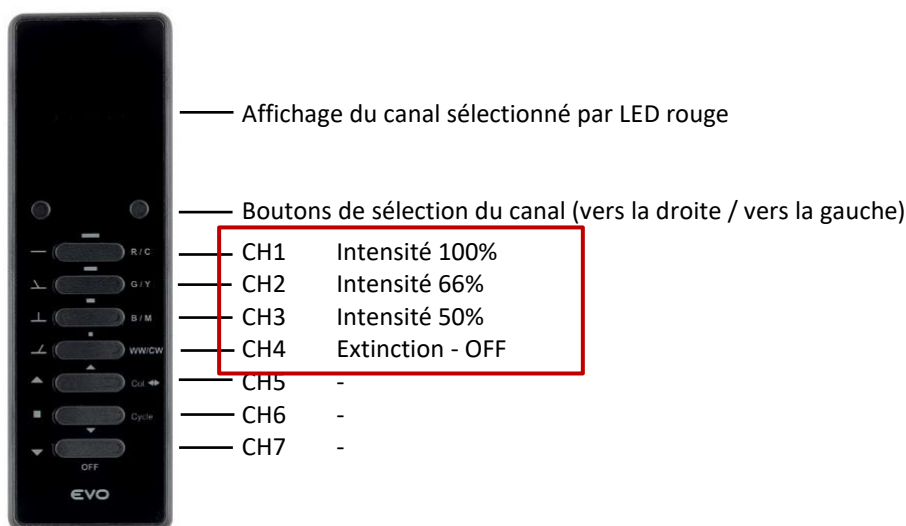 Affichage du canal sélectionné par LED rouge
Boutons de sélection du canal (vers la droite / vers la gauche)
R / C CH1 Intensité 100%
G / Y CH2 Intensité 66%
B / M CH3 Intensité 50%
WW/CW CH4 Extinction - OFF
Col CH5 -
Cycle CH6 -
CH7 -
OFF
EVO